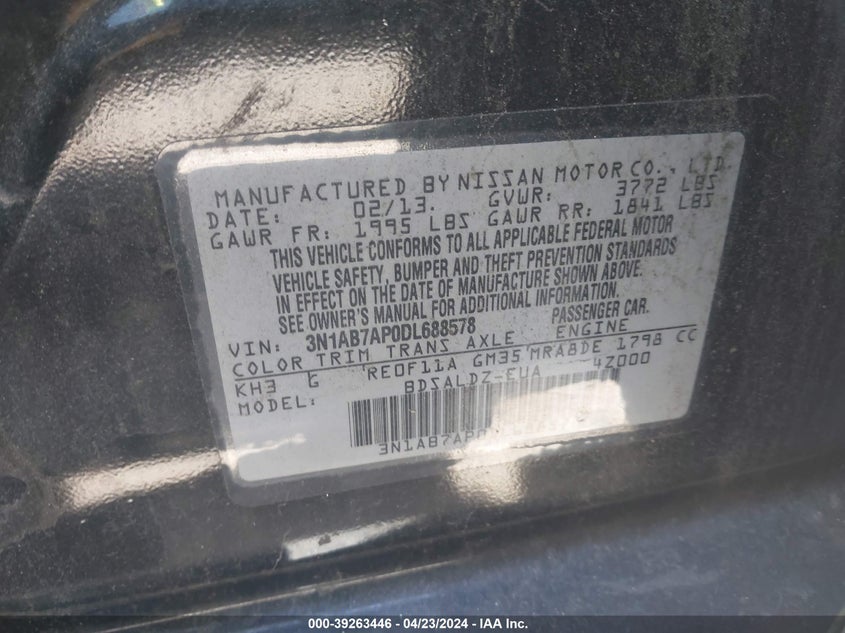 MANUFACTURED BY NISSAN MOTOR CO., LTD.
DATE: 02/13. GVWR: 3772 LBS
GAWR FR: 1995 LBS GAWR RR: 1841 LBS
THIS VEHICLE CONFORMS TO ALL APPLICABLE FEDERAL MOTOR
VEHICLE SAFETY, BUMPER AND THEFT PREVENTION STANDARDS
IN EFFECT ON THE DATE OF MANUFACTURE SHOWN ABOVE.
SEE OWNER'S MANUAL FOR ADDITIONAL INFORMATION.
VIN: 3N1AB7AP0DL688578 PASSENGER CAR.
COLOR TRIM TRANS AXLE ENGINE
KH3 G RE0F11A GM35 MRA8DE 1798 CC
MODEL: BDSALDZ-EUA 4Z000
3N1AB7AP0
000-39263446 - 04/23/2024 - IAA Inc.